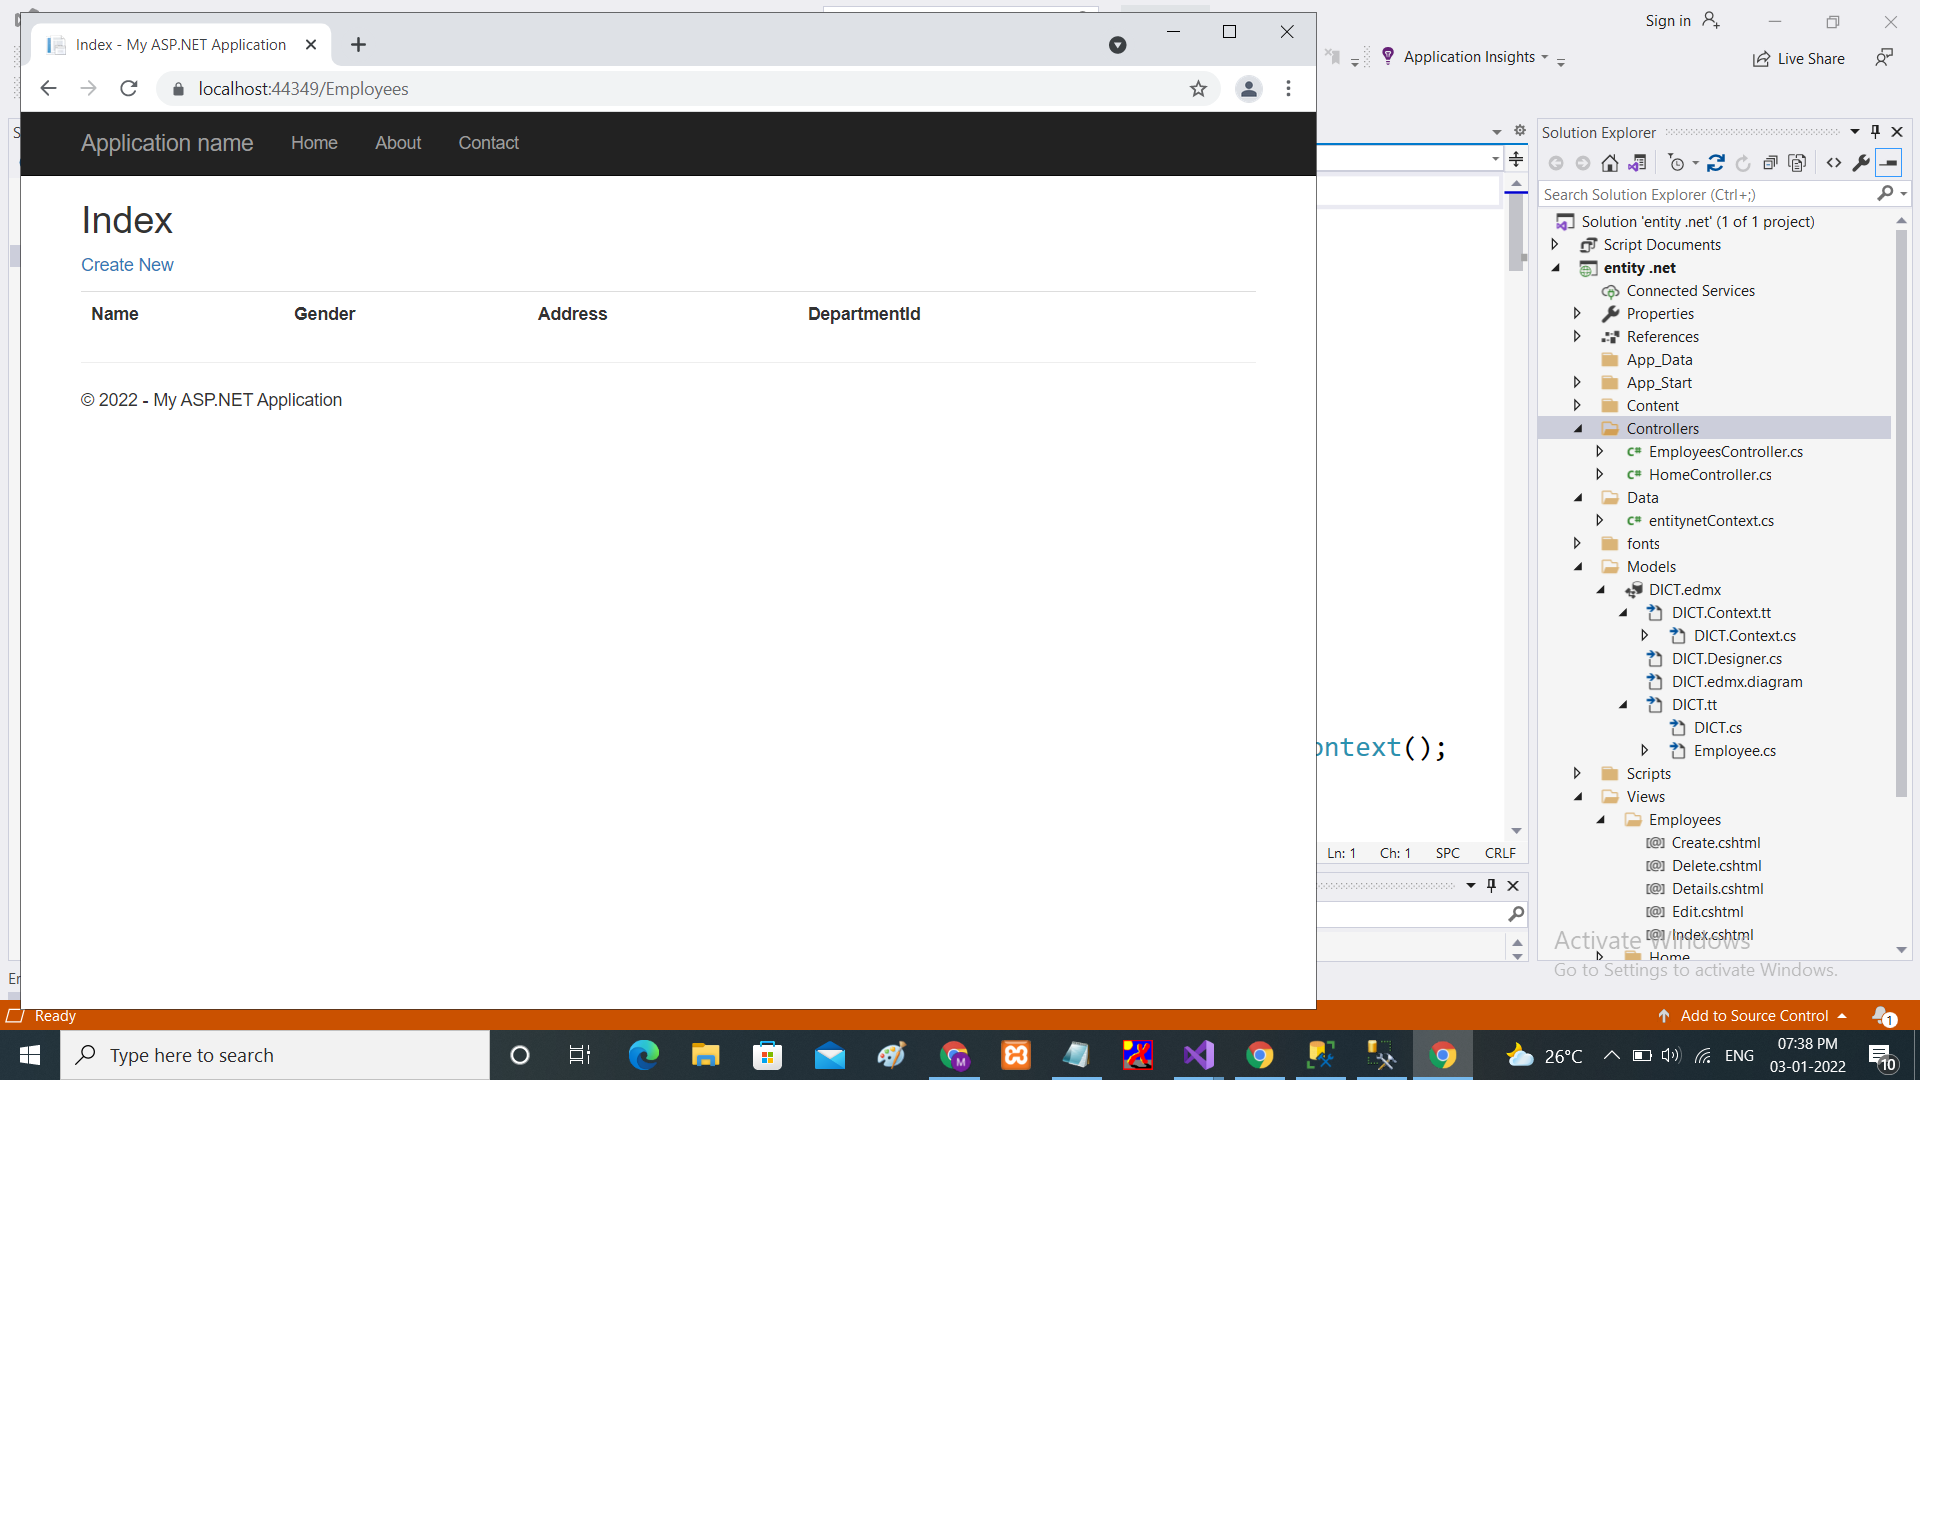 Index - My ASP.NET Application
localhost:44349/Employees
Application name
Home
About
Contact
Index
Create New
Name Gender Address DepartmentId
© 2022 - My ASP.NET Application
Sign in
Application Insights
Live Share
Solution Explorer
Search Solution Explorer (Ctrl+;)
Solution 'entity .net' (1 of 1 project)
Script Documents
entity .net
Connected Services
Properties
References
App_Data
App_Start
Content
Controllers
C# EmployeesController.cs
C# HomeController.cs
Data
C# entitynetContext.cs
fonts
Models
DICT.edmx
DICT.Context.tt
DICT.Context.cs
DICT.Designer.cs
DICT.edmx.diagram
DICT.tt
DICT.cs
Employee.cs
Scripts
Views
Employees
[@] Create.cshtml
[@] Delete.cshtml
[@] Details.cshtml
[@] Edit.cshtml
[@] Index.cshtml
Home
Activate Windows
Go to Settings to activate Windows.
ontext();
Ln: 1 Ch: 1 SPC CRLF
Er
Ready
Add to Source Control
1
Type here to search
M
26°C
ENG
07:38 PM
03-01-2022
10